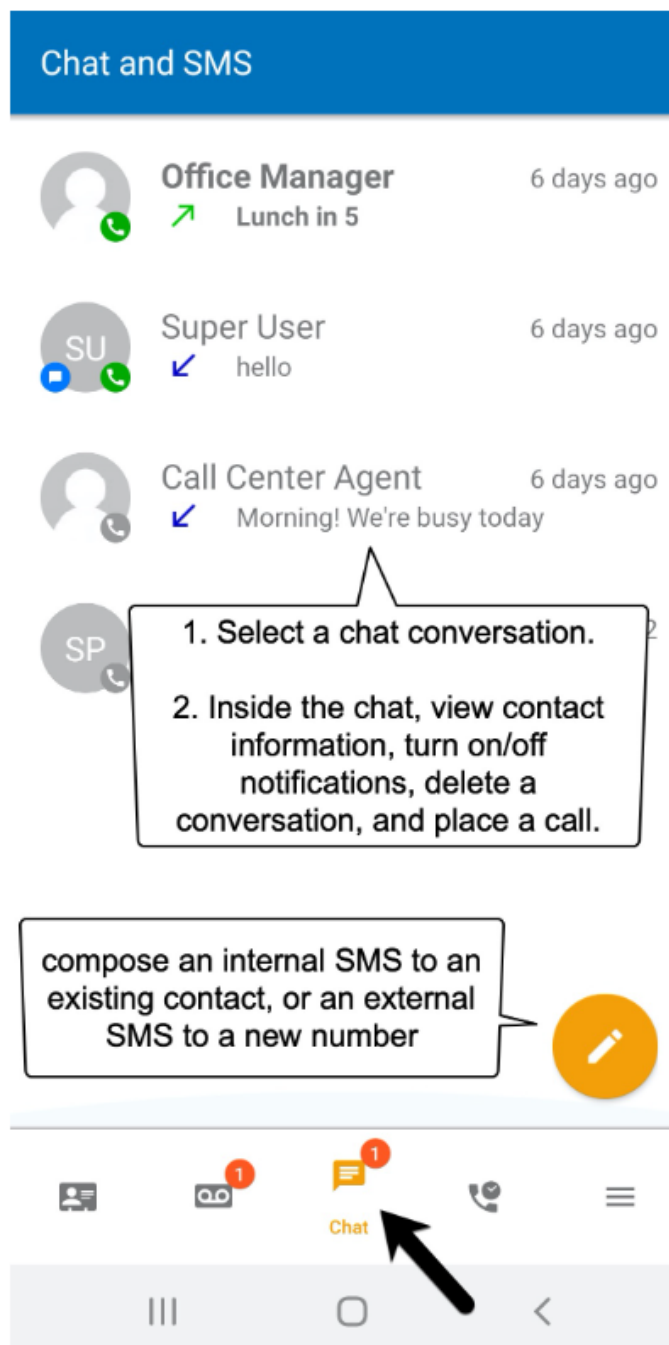 Chat and SMS
Office Manager 6 days ago
Lunch in 5
SU Super User 6 days ago
hello
Call Center Agent 6 days ago
Morning! We're busy today
SP 2
1. Select a chat conversation.
2. Inside the chat, view contact
information, turn on/off
notifications, delete a
conversation, and place a call.
compose an internal SMS to an
existing contact, or an external
SMS to a new number
1 1
Chat